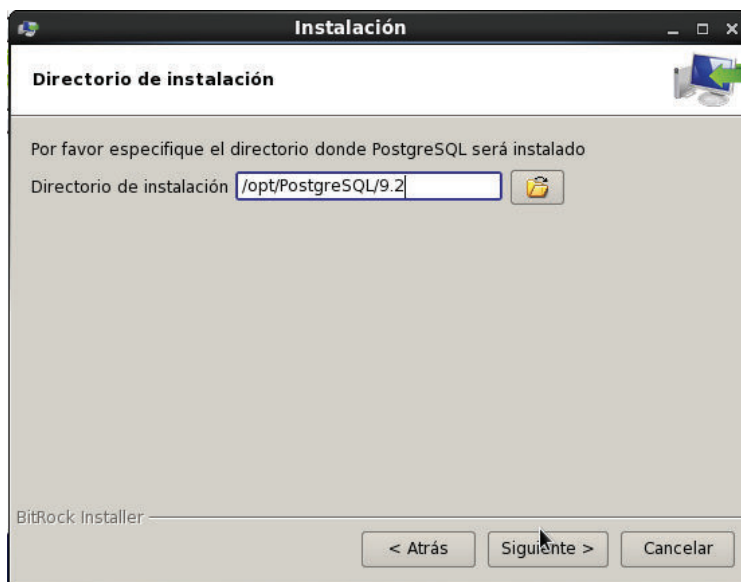 Instalación
Directorio de instalación
Por favor especifique el directorio donde PostgreSQL será instalado
Directorio de instalación /opt/PostgreSQL/9.2
BitRock Installer
< Atrás Siguiente > Cancelar